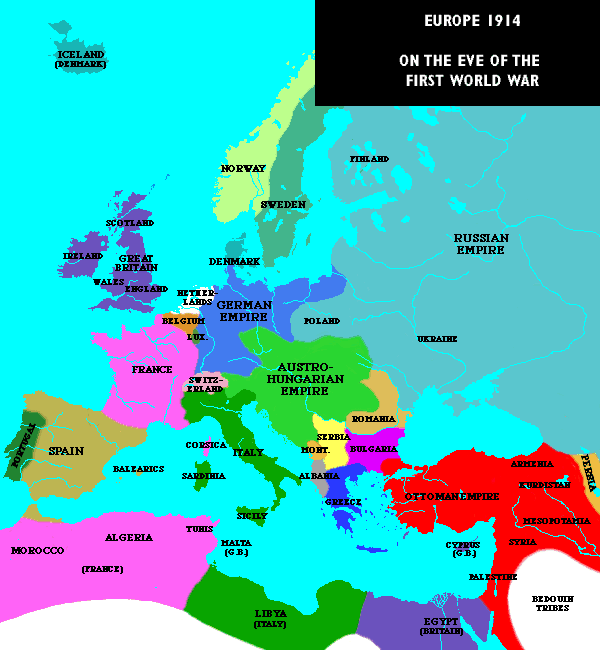 EUROPE 1914
ON THE EVE OF THE
FIRST WORLD WAR
ICELAND
(DENMARK)
NORWAY
FINLAND
SWEDEN
SCOTLAND
RUSSIAN
EMPIRE
IRELAND
GREAT
BRITAIN
DENMARK
WALES
ENGLAND
NETHER-
LANDS
GERMAN
EMPIRE
BELGIUM
POLAND
LUX.
UKRAINE
FRANCE
AUSTRO-
HUNGARIAN
EMPIRE
SWITZ-
ERLAND
ROMANIA
PORTUGAL
SPAIN
SERBIA
CORSICA
ITALY
MONT.
BULGARIA
BALEARICS
SARDINIA
ALBANIA
ARMENIA
PERSIA
KURDISTAN
OTTOMAN EMPIRE
GREECE
SICILY
MESOPOTAMIA
TUNIS
ALGERIA
MALTA
(G.B.)
CYPRUS
(G.B.)
SYRIA
MOROCCO
(FRANCE)
PALESTINE
BEDOUIN
TRIBES
LIBYA
(ITALY)
EGYPT
(BRITAIN)